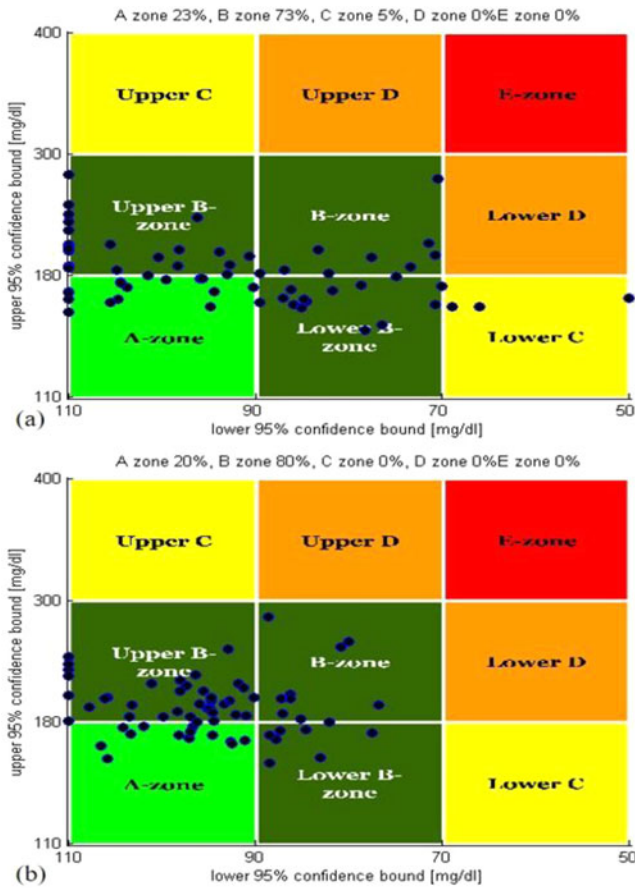 A zone 23%, B zone 73%, C zone 5%, D zone 0%E zone 0%
400
Upper C
Upper D
E-zone
300
Upper B-
zone
B-zone
Lower D
180
A-zone
Lower B-
zone
Lower C
110
110
90
70
50
upper 95% confidence bound [mg/dl]
lower 95% confidence bound [mg/dl]
(a)
A zone 20%, B zone 80%, C zone 0%, D zone 0%E zone 0%
400
Upper C
Upper D
E-zone
300
Upper B-
zone
B-zone
Lower D
180
A-zone
Lower B-
zone
Lower C
110
110
90
70
50
upper 95% confidence bound [mg/dl]
lower 95% confidence bound [mg/dl]
(b)